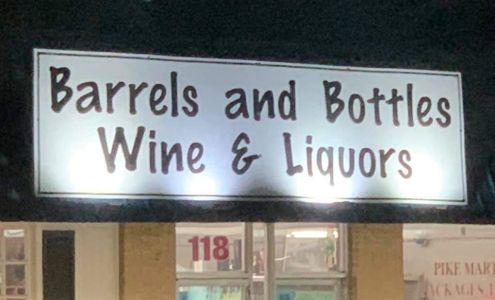 Barrels and Bottles
Wine & Liquors
118
PIKE MART